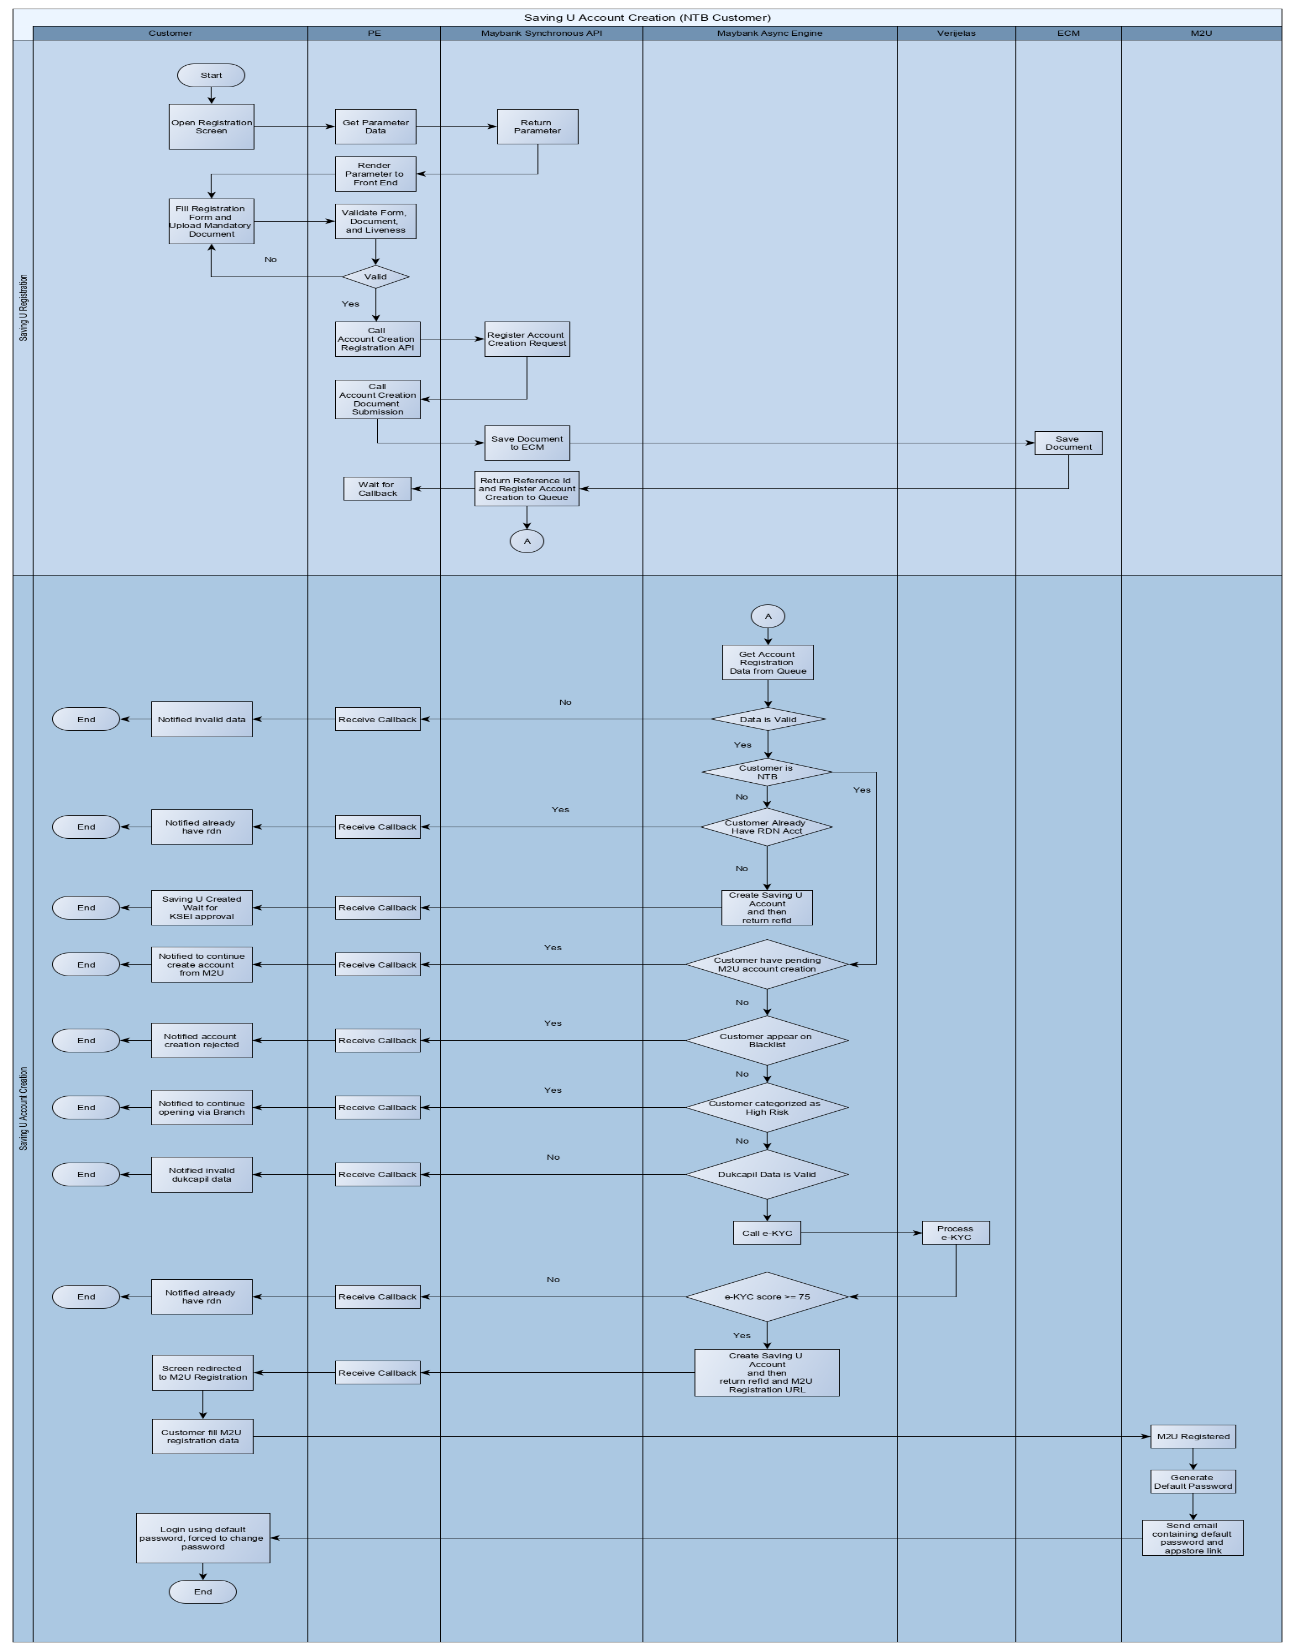 Saving U Account Creation (NTB Customer)
Customer
PE
Maybank Synchronous API
Maybank Async Engine
Verijelas
ECM
M2U
Saving U Registration
Start
Open Registration
Screen
Get Parameter
Data
Return
Parameter
Render
Parameter to
Front End
Fill Registration
Form and
Upload Mandatory
Document
Validate Form,
Document,
and Liveness
No
Valid
Yes
Call
Account Creation
Registration API
Register Account
Creation Request
Call
Account Creation
Document
Submission
Save Document
to ECM
Save
Document
Wait for
Callback
Return Reference Id
and Register Account
Creation to Queue
A
Saving U Account Creation
A
Get Account
Registration
Data from Queue
End
Notified invalid data
Receive Callback
No
Data is Valid
Yes
Customer is
NTB
Yes
No
End
Notified already
have rdn
Receive Callback
Yes
Customer Already
Have RDN Acct
No
End
Saving U Created
Wait for
KSEI approval
Receive Callback
Create Saving U
Account
and then
return refId
End
Notified to continue
create account
from M2U
Receive Callback
Yes
Customer have pending
M2U account creation
No
End
Notified account
creation rejected
Receive Callback
Yes
Customer appear on
Blacklist
No
End
Notified to continue
opening via Branch
Receive Callback
Yes
Customer categorized as
High Risk
No
End
Notified invalid
dukcapil data
Receive Callback
No
Dukcapil Data is Valid
Call e-KYC
Process
e-KYC
End
Notified already
have rdn
Receive Callback
No
e-KYC score >= 75
Yes
Screen redirected
to M2U Registration
Receive Callback
Create Saving U
Account
and then
return refId and M2U
Registration URL
Customer fill M2U
registration data
M2U Registered
Generate
Default Password
Send email
containing default
password and
appstore link
Login using default
password, forced to change
password
End